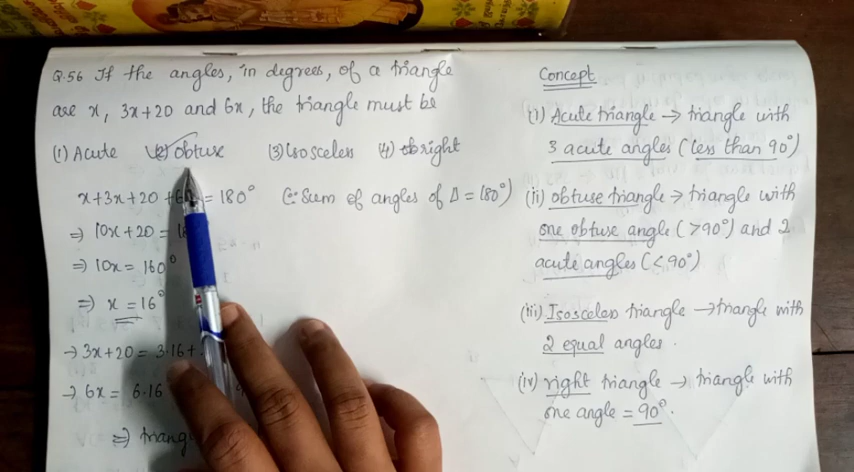 Q.56 If the angles, in degrees, of a triangle
are x, 3x+20 and 6x, the triangle must be
(1) Acute (2) obtuse (3) Isosceles (4) right
x+3x+20+6x = 180° (∵ Sum of angles of Δ = 180°)
⇒ 10x+20 =
⇒ 10x = 160°
⇒ x = 16°
→ 3x+20 = 3·16+
→ 6x = 6·16
⇒
Concept
(i) Acute triangle → triangle with
3 acute angles (less than 90°)
(ii) obtuse triangle → triangle with
one obtuse angle (>90°) and 2
acute angles (<90°)
(iii) Isosceles triangle → triangle with
2 equal angles.
(iv) right triangle → triangle with
one angle = 90°.